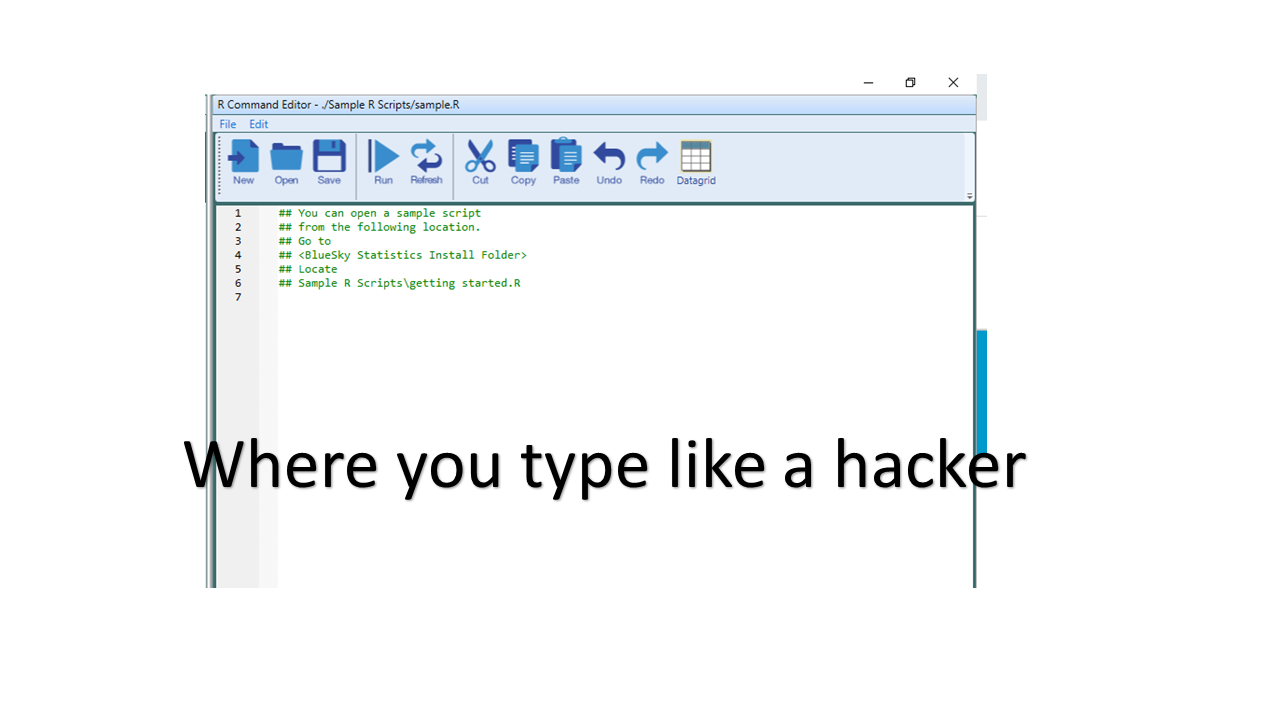 R Command Editor - ./Sample R Scripts/sample.R
File Edit
New Open Save Run Refresh Cut Copy Paste Undo Redo Datagrid
1 ## You can open a sample script
2 ## from the following location.
3 ## Go to
4 ## <BlueSky Statistics Install Folder>
5 ## Locate
6 ## Sample R Scripts\getting started.R
7
Where you type like a hacker